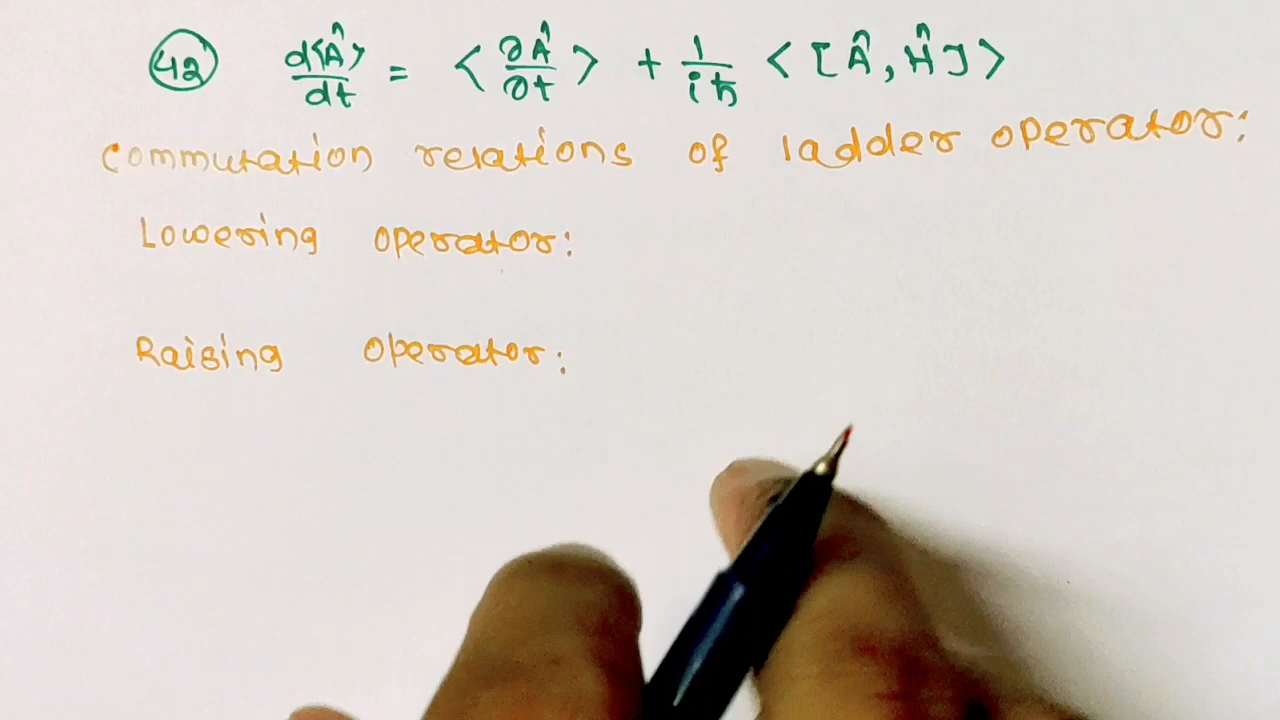 42 d⟨Â⟩/dt = < ∂Â/∂t > + 1/iħ < [Â, Ĥ] >
Commutation relations of ladder operator:
Lowering operator:
Raising operator: